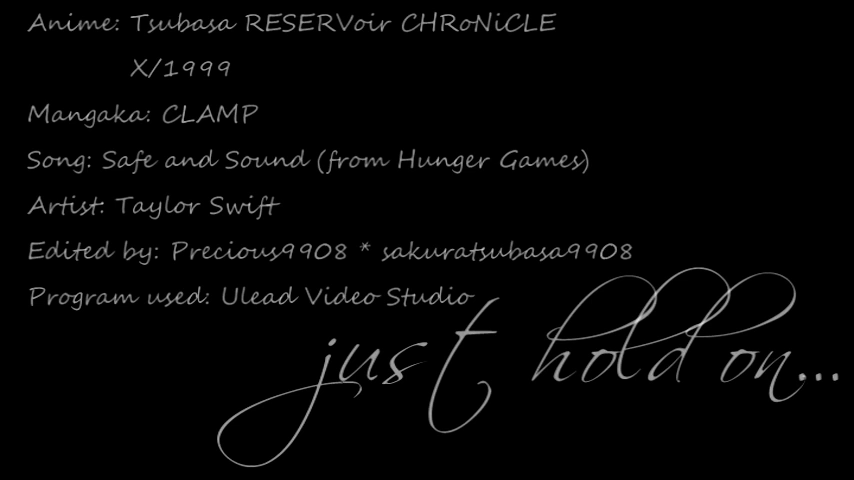 Anime: Tsubasa RESERVoir CHRoNiCLE
X/1999
Mangaka: CLAMP
Song: Safe and Sound (from Hunger Games)
Artist: Taylor Swift
Edited by: Precious9908 * sakuratsubasa9908
Program used: Ulead Video Studio
just hold on...